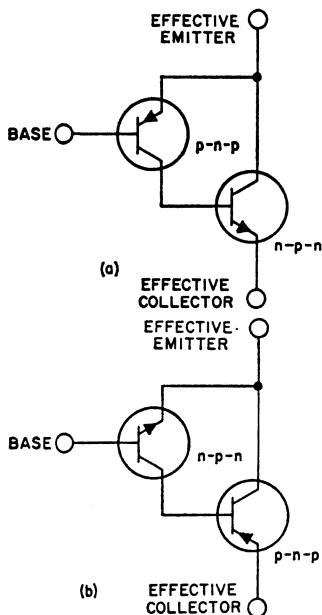 EFFECTIVE
EMITTER
BASE
p-n-p
n-p-n
(a)
EFFECTIVE
COLLECTOR
EFFECTIVE·
EMITTER
BASE
n-p-n
p-n-p
(b)
EFFECTIVE
COLLECTOR